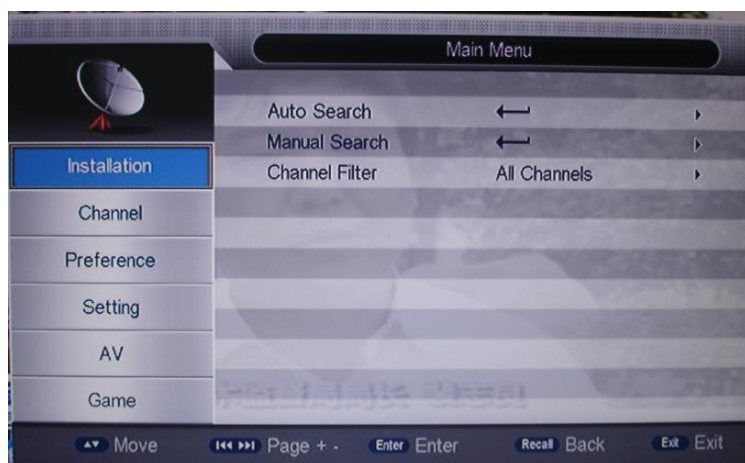 Main Menu
Auto Search
Manual Search
Channel Filter All Channels
Installation
Channel
Preference
Setting
AV
Game
Move Page + - Enter Enter Recall Back Exit Exit